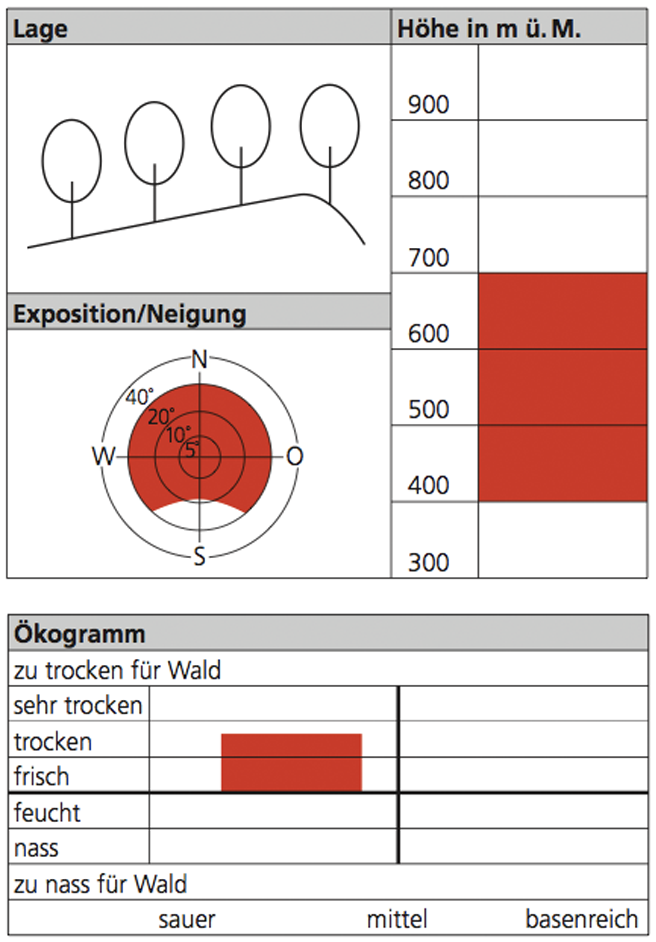 Lage
Höhe in m ü. M.
900
800
700
600
500
400
300
Exposition/Neigung
N
40°
20°
10°
5°
W
O
S
Ökogramm
zu trocken für Wald
sehr trocken
trocken
frisch
feucht
nass
zu nass für Wald
sauer mittel basenreich